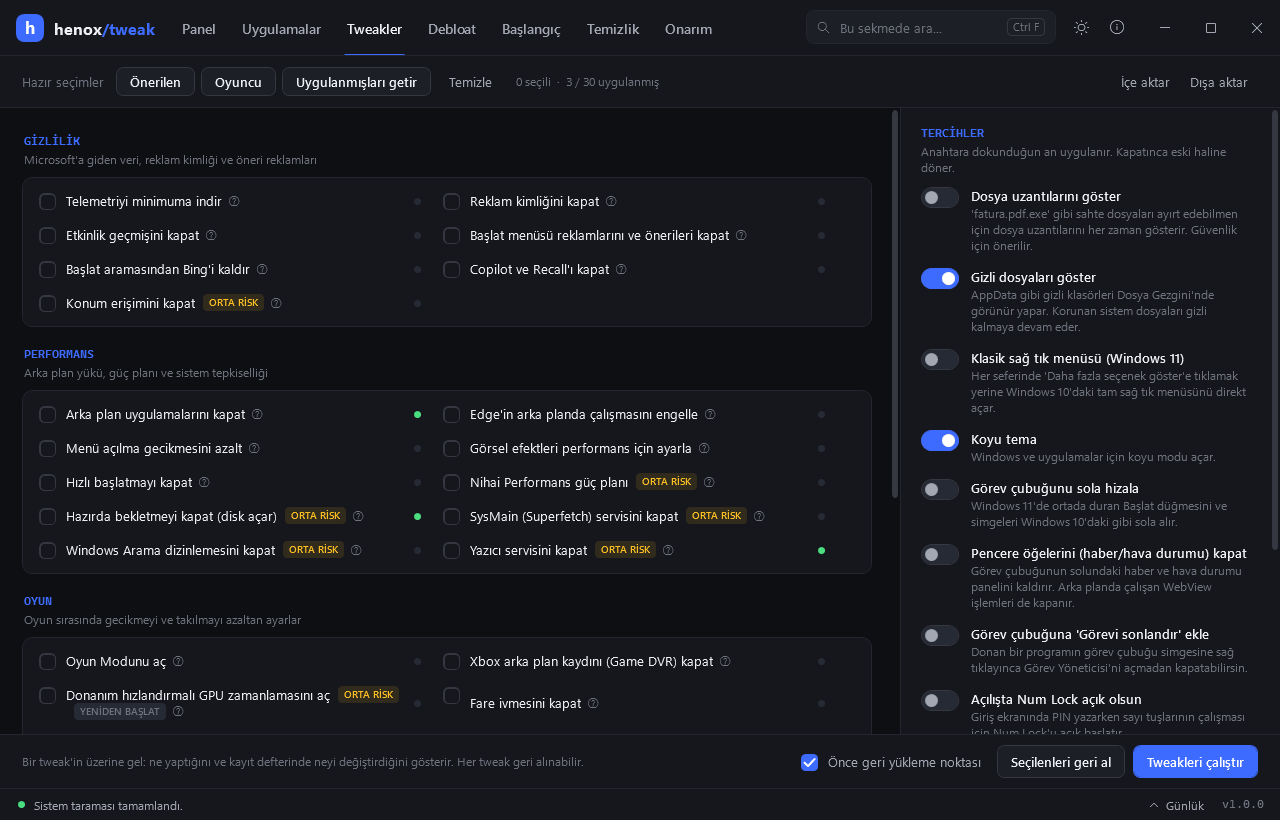 h henox/tweak Panel Uygulamalar Tweakler Debloat Başlangıç Temizlik Onarım Bu sekmede ara... Ctrl F
Hazır seçimler Önerilen Oyuncu Uygulanmışları getir Temizle 0 seçili · 3 / 30 uygulanmış İçe aktar Dışa aktar
GİZLİLİK
Microsoft'a giden veri, reklam kimliği ve öneri reklamları
Telemetriyi minimuma indir
Reklam kimliğini kapat
Etkinlik geçmişini kapat
Başlat menüsü reklamlarını ve önerileri kapat
Başlat aramasından Bing'i kaldır
Copilot ve Recall'ı kapat
Konum erişimini kapat ORTA RİSK
PERFORMANS
Arka plan yükü, güç planı ve sistem tepkiselliği
Arka plan uygulamalarını kapat
Edge'in arka planda çalışmasını engelle
Menü açılma gecikmesini azalt
Görsel efektleri performans için ayarla
Hızlı başlatmayı kapat
Nihai Performans güç planı ORTA RİSK
Hazırda bekletmeyi kapat (disk açar) ORTA RİSK
SysMain (Superfetch) servisini kapat ORTA RİSK
Windows Arama dizinlemesini kapat ORTA RİSK
Yazıcı servisini kapat ORTA RİSK
OYUN
Oyun sırasında gecikmeyi ve takılmayı azaltan ayarlar
Oyun Modunu aç
Xbox arka plan kaydını (Game DVR) kapat
Donanım hızlandırmalı GPU zamanlamasını aç ORTA RİSK
YENİDEN BAŞLAT
Fare ivmesini kapat
TERCİHLER
Anahtara dokunduğun an uygulanır. Kapatınca eski haline
döner.
Dosya uzantılarını göster
'fatura.pdf.exe' gibi sahte dosyaları ayırt edebilmen
için dosya uzantılarını her zaman gösterir. Güvenlik
için önerilir.
Gizli dosyaları göster
AppData gibi gizli klasörleri Dosya Gezgini'nde
görünür yapar. Korunan sistem dosyaları gizli
kalmaya devam eder.
Klasik sağ tık menüsü (Windows 11)
Her seferinde 'Daha fazla seçenek göster'e tıklamak
yerine Windows 10'daki tam sağ tık menüsünü direkt
açar.
Koyu tema
Windows ve uygulamalar için koyu modu açar.
Görev çubuğunu sola hizala
Windows 11'de ortada duran Başlat düğmesini ve
simgeleri Windows 10'daki gibi sola alır.
Pencere öğelerini (haber/hava durumu) kapat
Görev çubuğunun solundaki haber ve hava durumu
panelini kaldırır. Arka planda çalışan WebView
işlemleri de kapanır.
Görev çubuğuna 'Görevi sonlandır' ekle
Donan bir programın görev çubuğu simgesine sağ
tıklayınca Görev Yöneticisi'ni açmadan kapatabilirsin.
Açılışta Num Lock açık olsun
Giriş ekranında PIN yazarken sayı tuşlarının çalışması
için Num Lock'u açık başlatır.
Bir tweak'in üzerine gel: ne yaptığını ve kayıt defterinde neyi değiştirdiğini gösterir. Her tweak geri alınabilir. Önce geri yükleme noktası Seçilenleri geri al Tweakleri çalıştır
Sistem taraması tamamlandı. Günlük v1.0.0